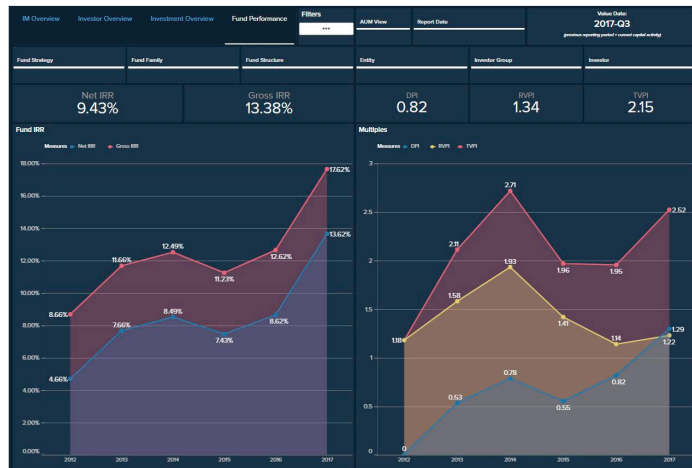 IM Overview
Investor Overview
Investment Overview
Fund Performance
Filters
...
AUM View
Report Date
Value Date:
2017-Q3
(previous reporting period + current capital activity)
Fund Strategy
Fund Family
Fund Structure
Entity
Investor Group
Investor
Net IRR
9.43%
Gross IRR
13.38%
DPI
0.82
RVPI
1.34
TVPI
2.15
Fund IRR
Measures Net IRR Gross IRR
18.00%
16.00%
14.00%
12.00%
10.00%
8.00%
6.00%
4.00%
2.00%
0.00%
8.66%
11.66%
12.49%
11.23%
12.62%
17.62%
4.66%
7.66%
8.49%
7.43%
8.62%
13.62%
2012 2013 2014 2015 2016 2017
Multiples
Measures DPI RVPI TVPI
3
2.5
2
1.5
1
0.5
0
2.11
2.71
1.96
1.95
2.52
1.18
1.58
1.93
1.41
1.14
1.22
0
0.53
0.78
0.55
0.82
1.29
2012 2013 2014 2015 2016 2017